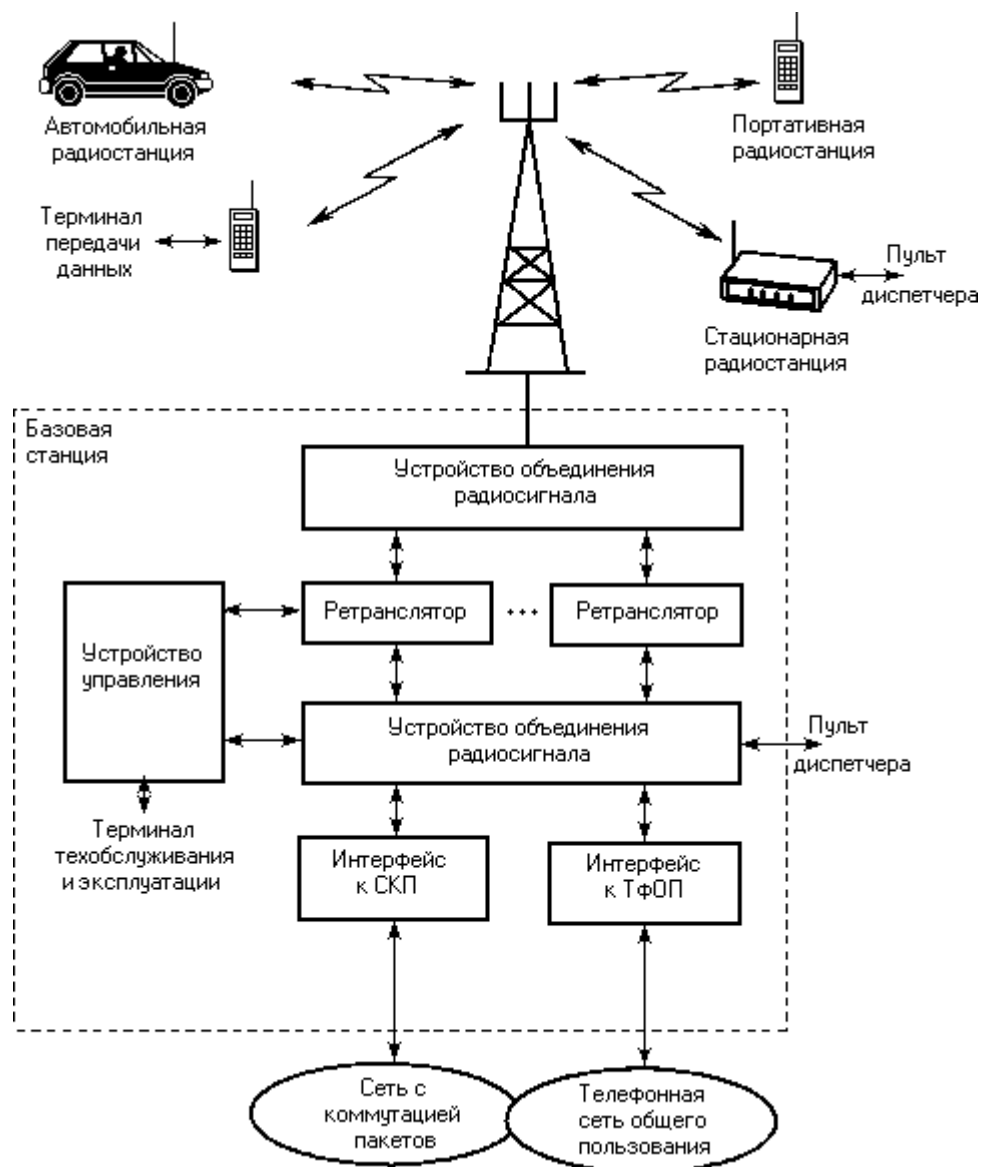 Автомобильная
радиостанция
Портативная
радиостанция
Терминал
передачи
данных
Пульт
диспетчера
Стационарная
радиостанция
Базовая
станция
Устройство объединения
радиосигнала
Ретранслятор
Ретранслятор
Устройство
управления
Устройство объединения
радиосигнала
Пульт
диспетчера
Терминал
техобслуживания
и эксплуатации
Интерфейс
к СКП
Интерфейс
к ТфОП
Сеть с
коммутацией
пакетов
Телефонная
сеть общего
пользования